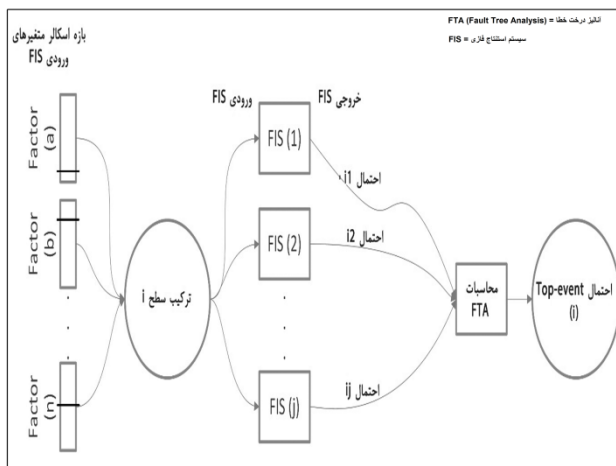 FTA (Fault Tree Analysis) = آنالیز درخت خطا
FIS = سیستم استنتاج فازی
بازه اسکالر متغیرهای
ورودی FIS
Factor
(a)
Factor
(b)
Factor
(n)
ترکیب سطح i
ورودی FIS
خروجی FIS
FIS (1)
FIS (2)
FIS (j)
احتمال i1
احتمال i2
احتمال ij
محاسبات
FTA
احتمال Top-event
(i)